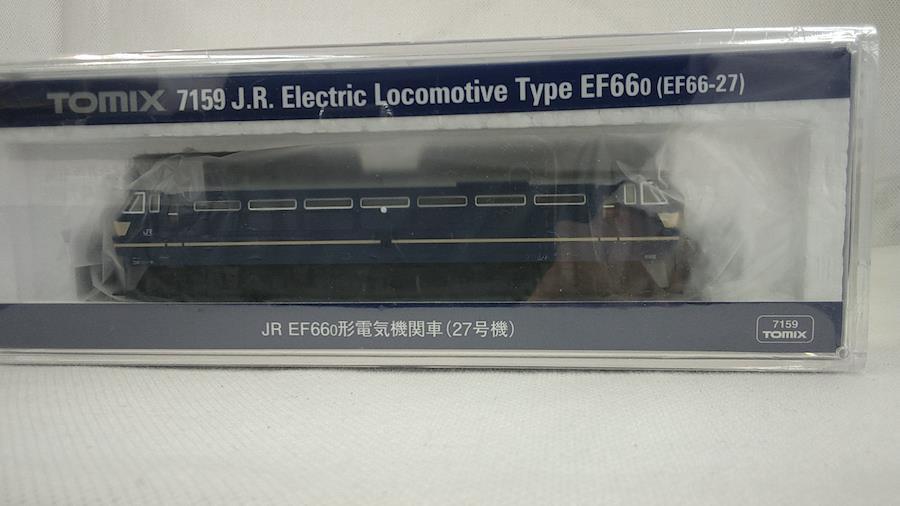 TOMIX 7159 J.R. Electric Locomotive Type EF660 (EF66-27)
JR
JR EF660形電気機関車(27号機)
7159
TOMIX